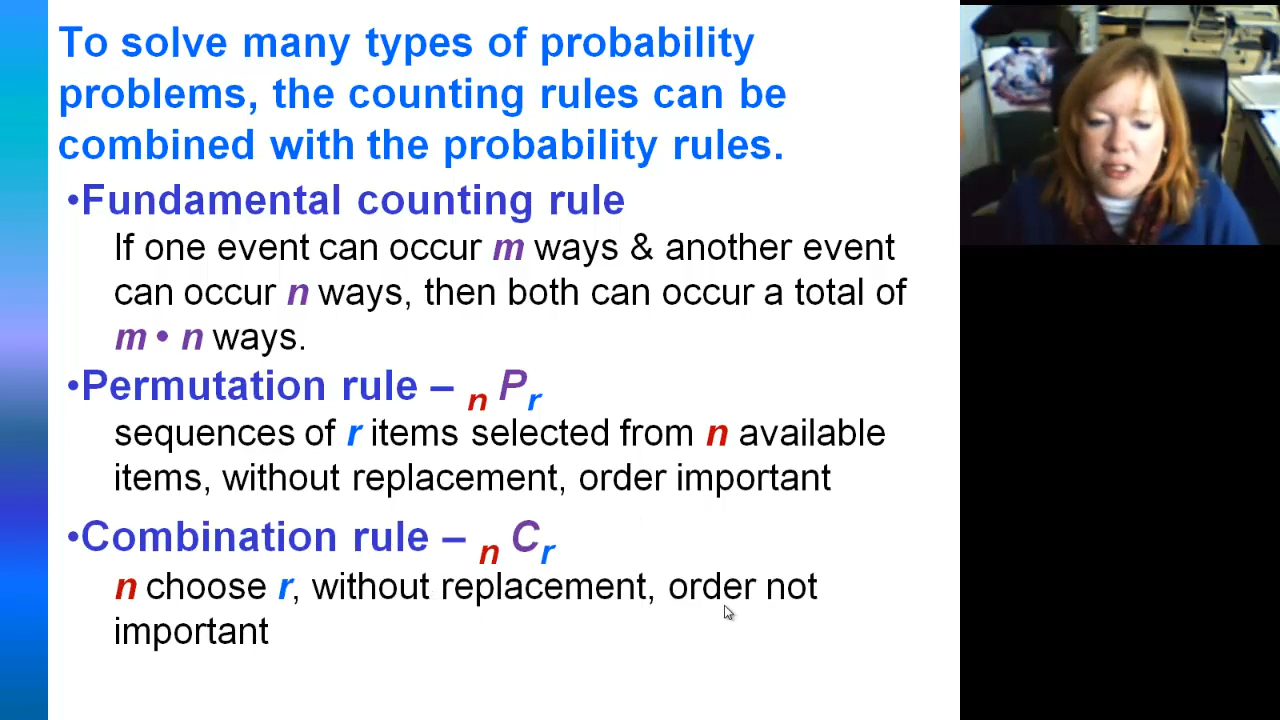 To solve many types of probability
problems, the counting rules can be
combined with the probability rules.
•Fundamental counting rule
If one event can occur m ways & another event
can occur n ways, then both can occur a total of
m • n ways.
•Permutation rule – n P r
sequences of r items selected from n available
items, without replacement, order important
•Combination rule – n C r
n choose r, without replacement, order not
important